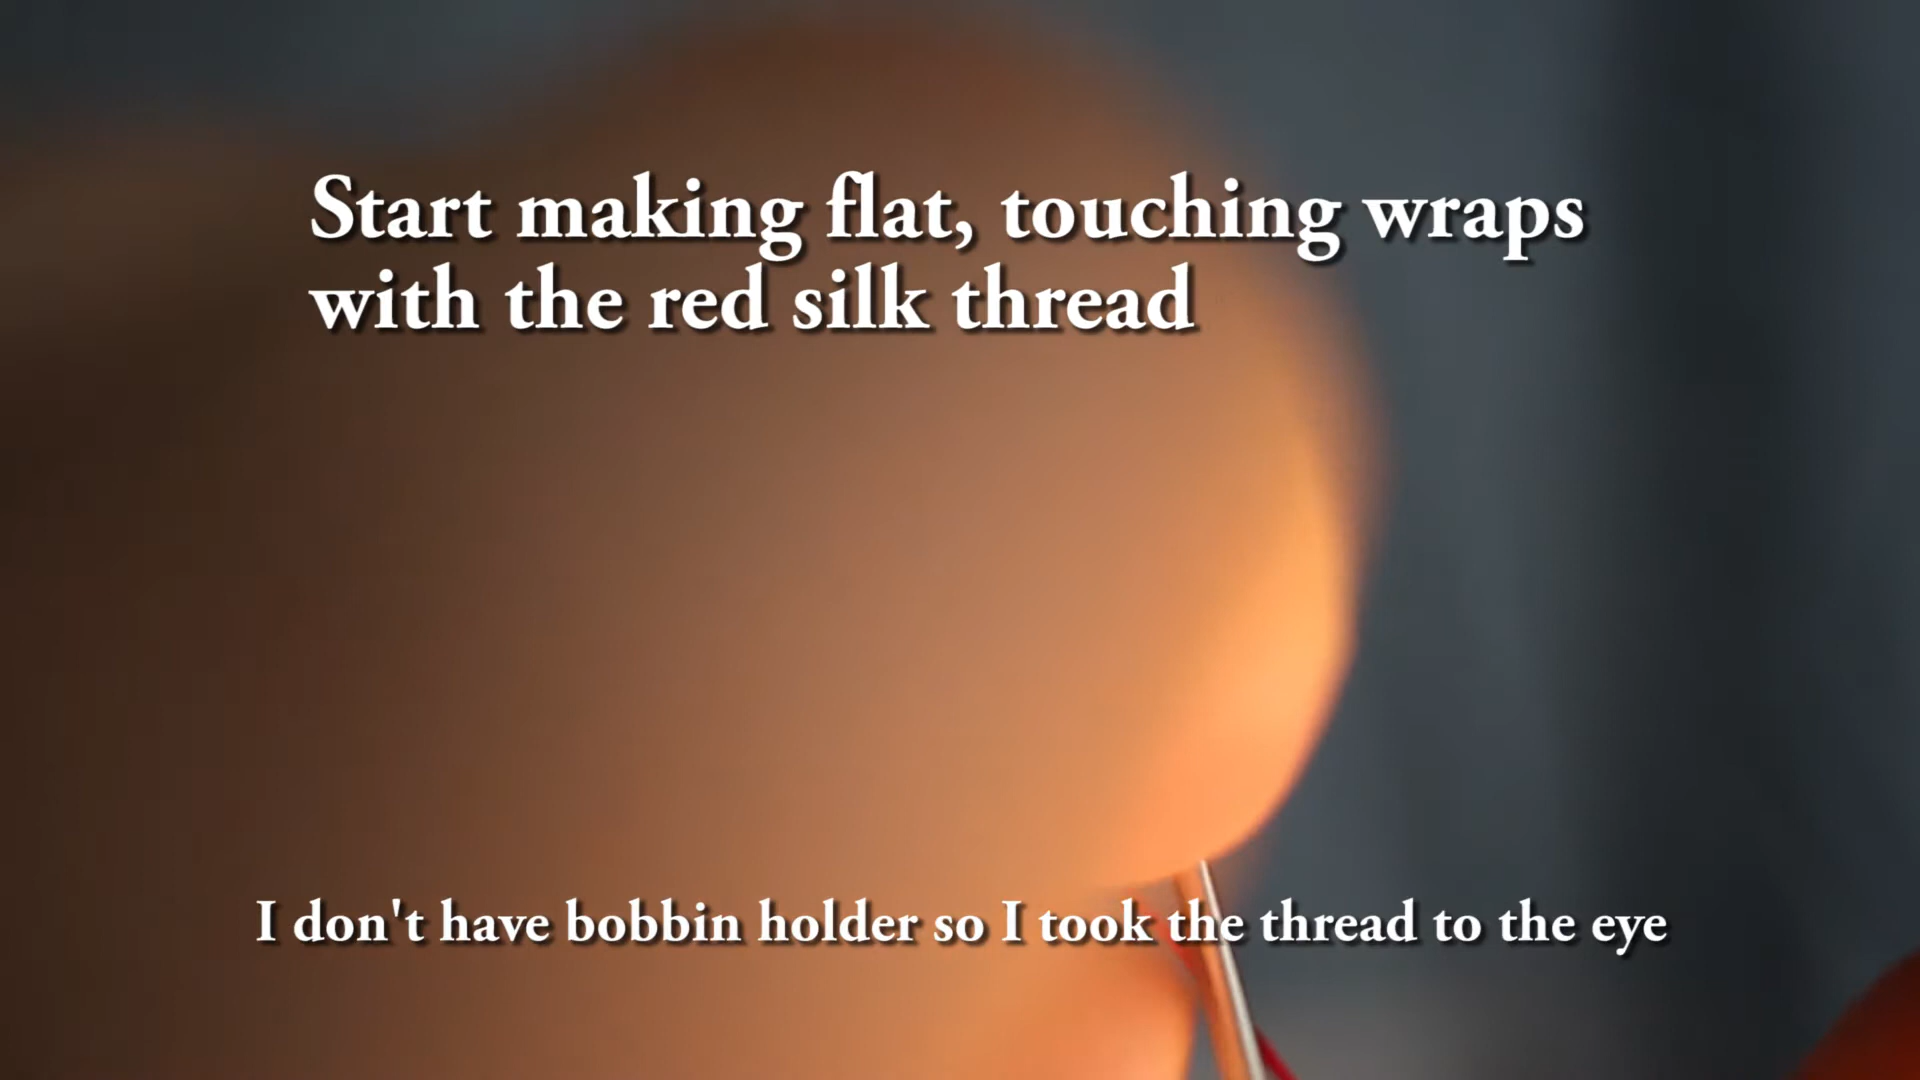 Start making flat, touching wraps
with the red silk thread
I don't have bobbin holder so I took the thread to the eye